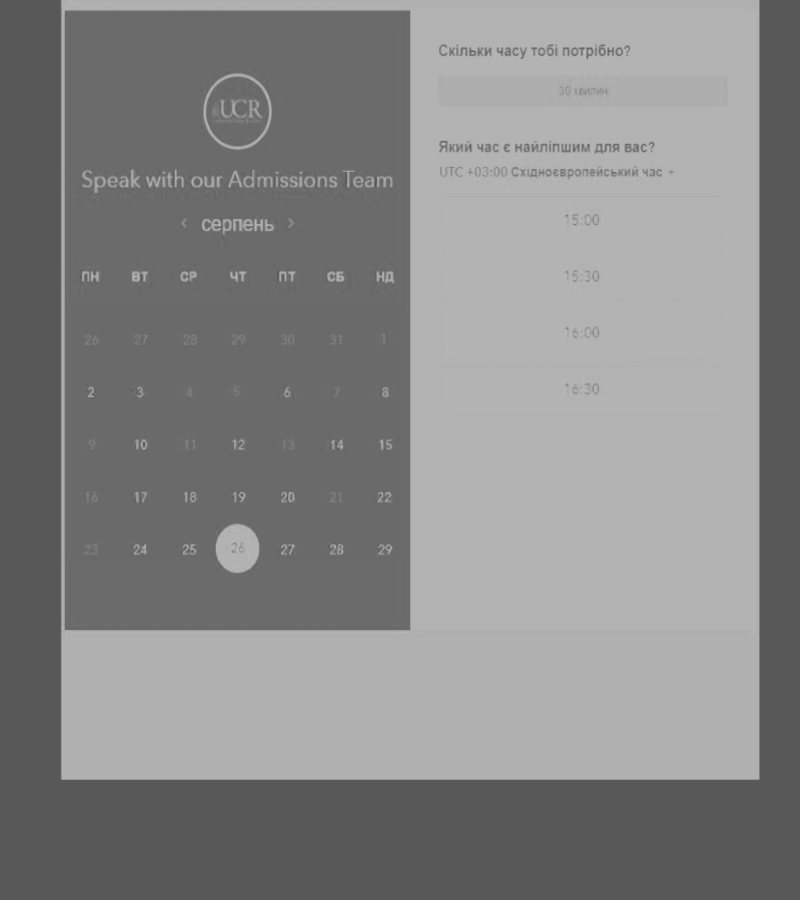 UCR
Speak with our Admissions Team
‹ серпень ›
ПН ВТ СР ЧТ ПТ СБ НД
26 27 28 29 30 31 1
2 3 4 5 6 7 8
9 10 11 12 13 14 15
16 17 18 19 20 21 22
23 24 25 26 27 28 29
Скільки часу тобі потрібно?
30 хвилин
Який час є найліпшим для вас?
UTC +03:00 Східноєвропейський час
15:00
15:30
16:00
16:30